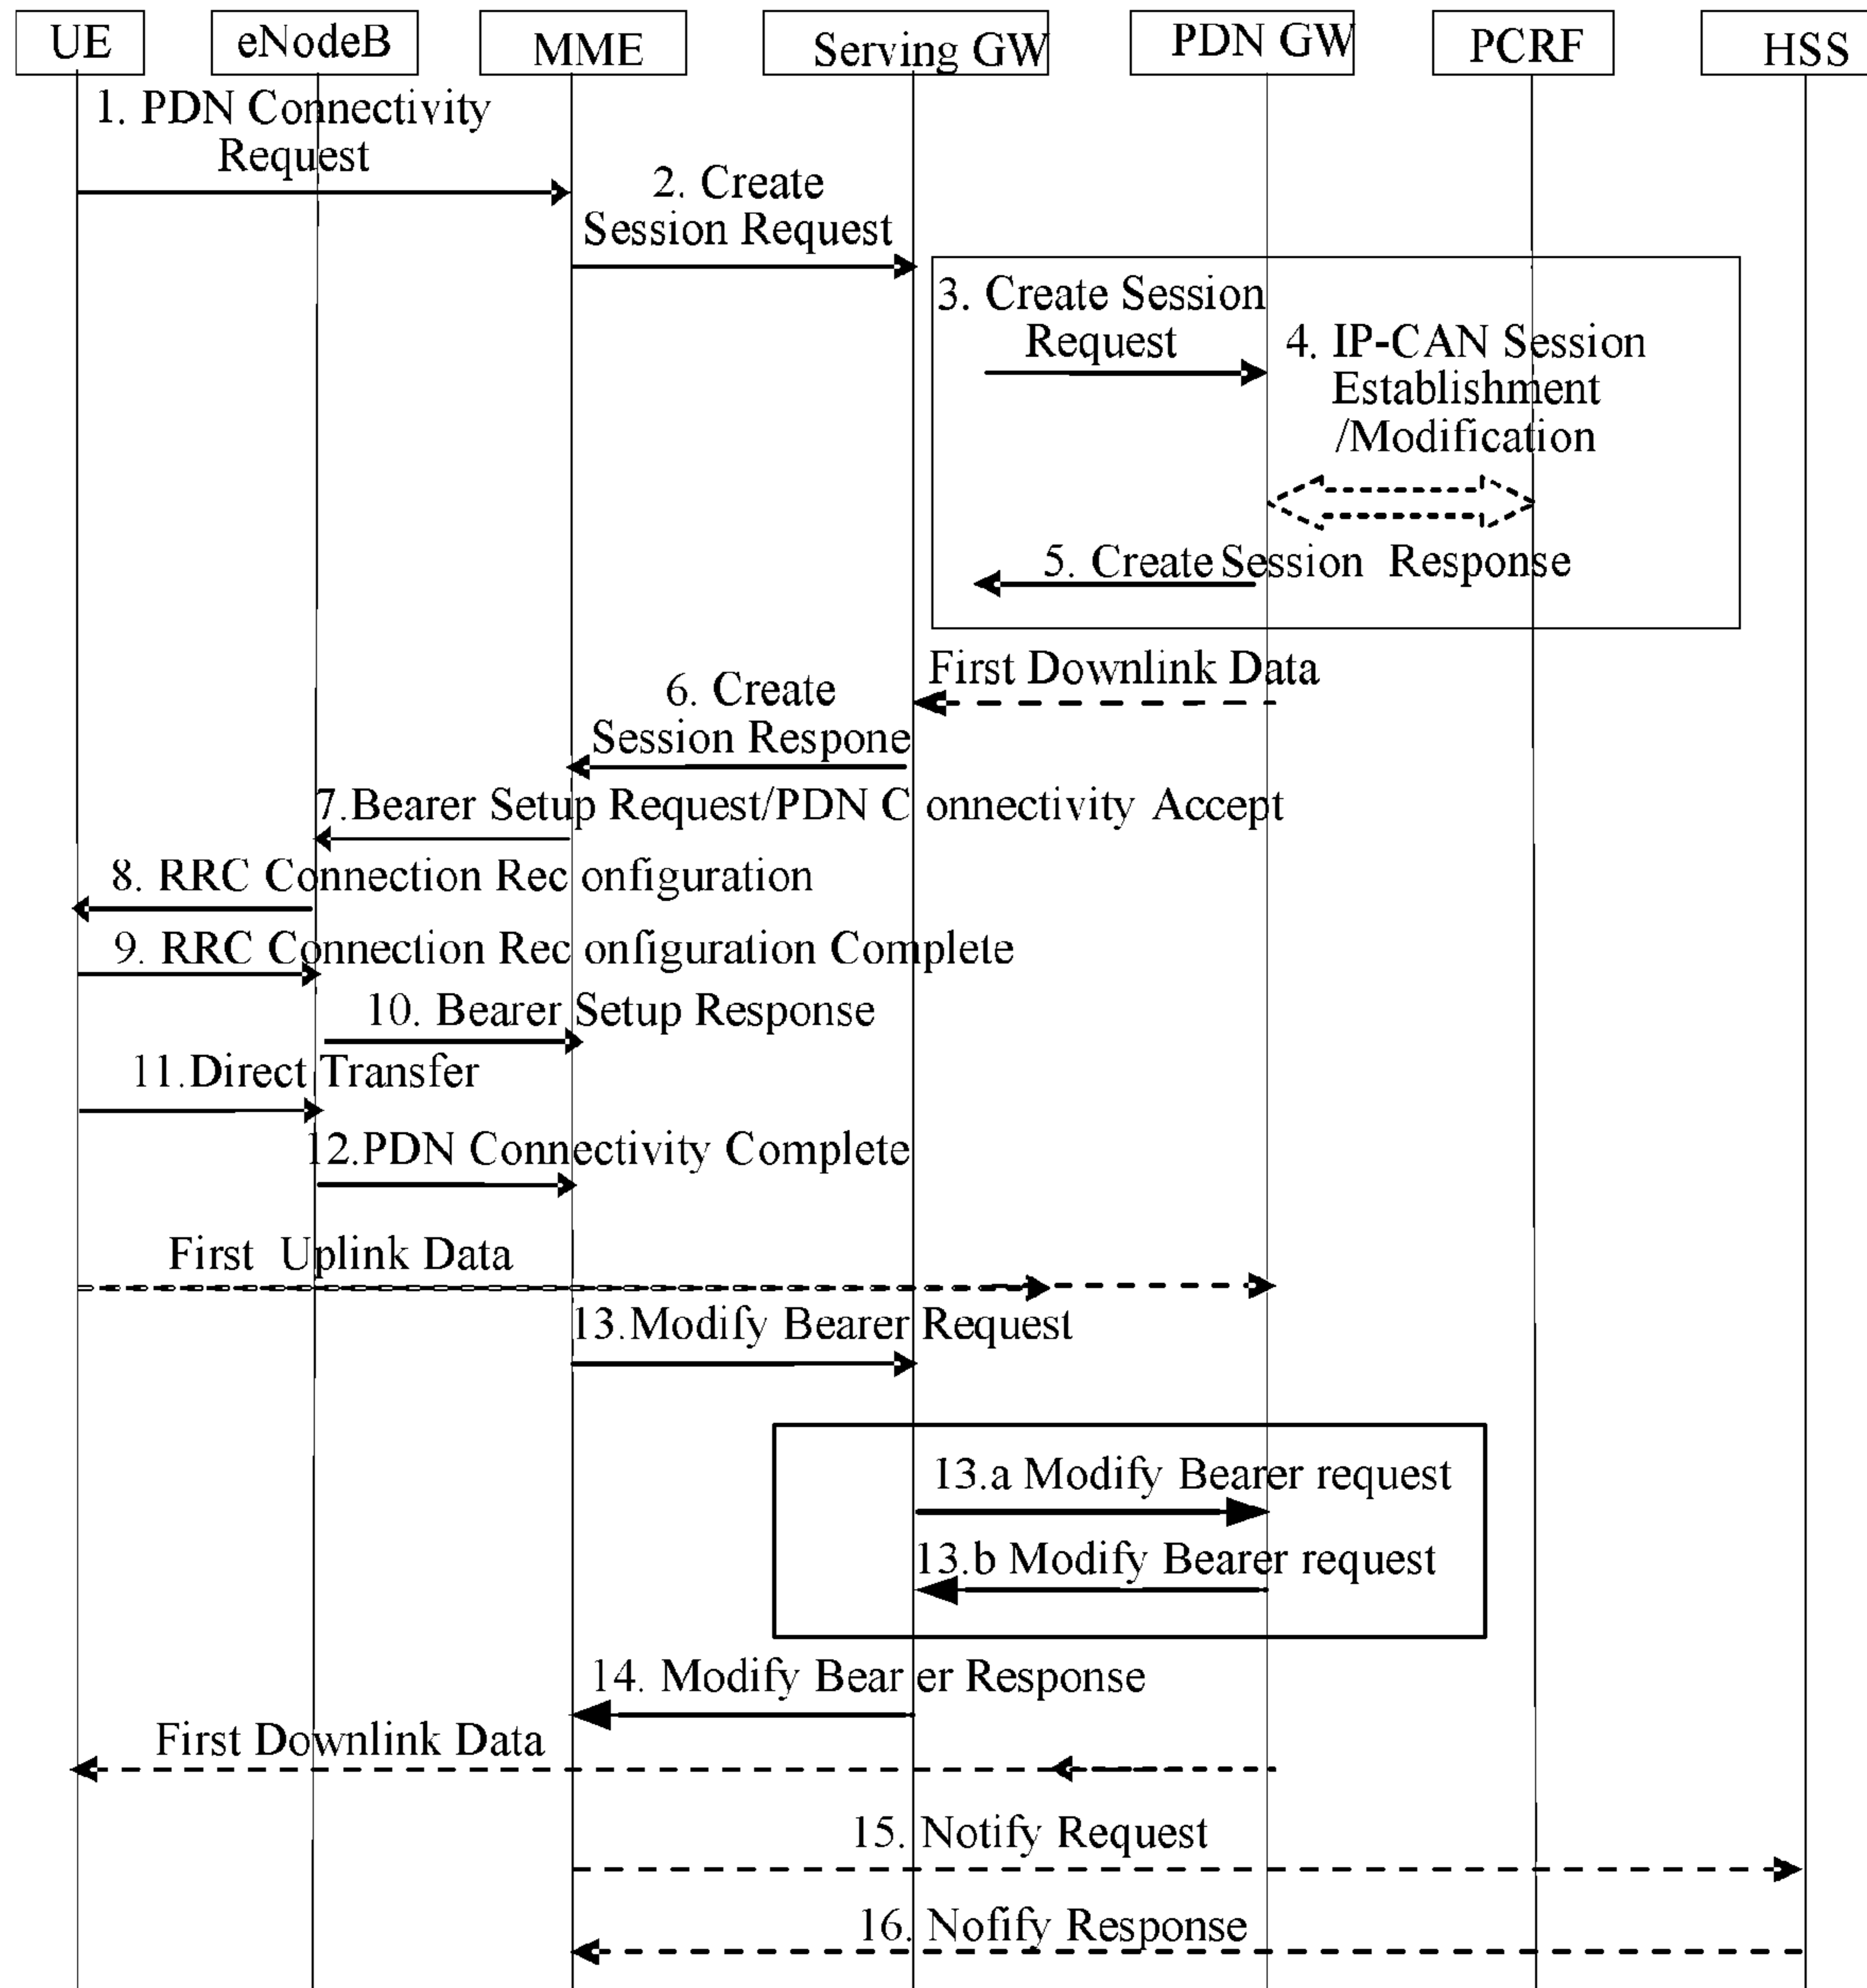 UE
eNodeB
MME
Serving GW
PDN GW
PCRF
HSS
1. PDN Connectivity
Request
2. Create
Session Request
3. Create Session
Request
4. IP-CAN Session
Establishment
/Modification
5. Create Session Response
First Downlink Data
6. Create
Session Respone
7.Bearer Setup Request/PDN C onnectivity Accept
8. RRC Connection Rec onfiguration
9. RRC Connection Rec onfiguration Complete
10. Bearer Setup Response
11.Direct Transfer
12.PDN Connectivity Complete
First Uplink Data
13.Modify Bearer Request
13.a Modify Bearer request
13.b Modify Bearer request
14. Modify Bear er Response
First Downlink Data
15. Notify Request
16. Nofify Response